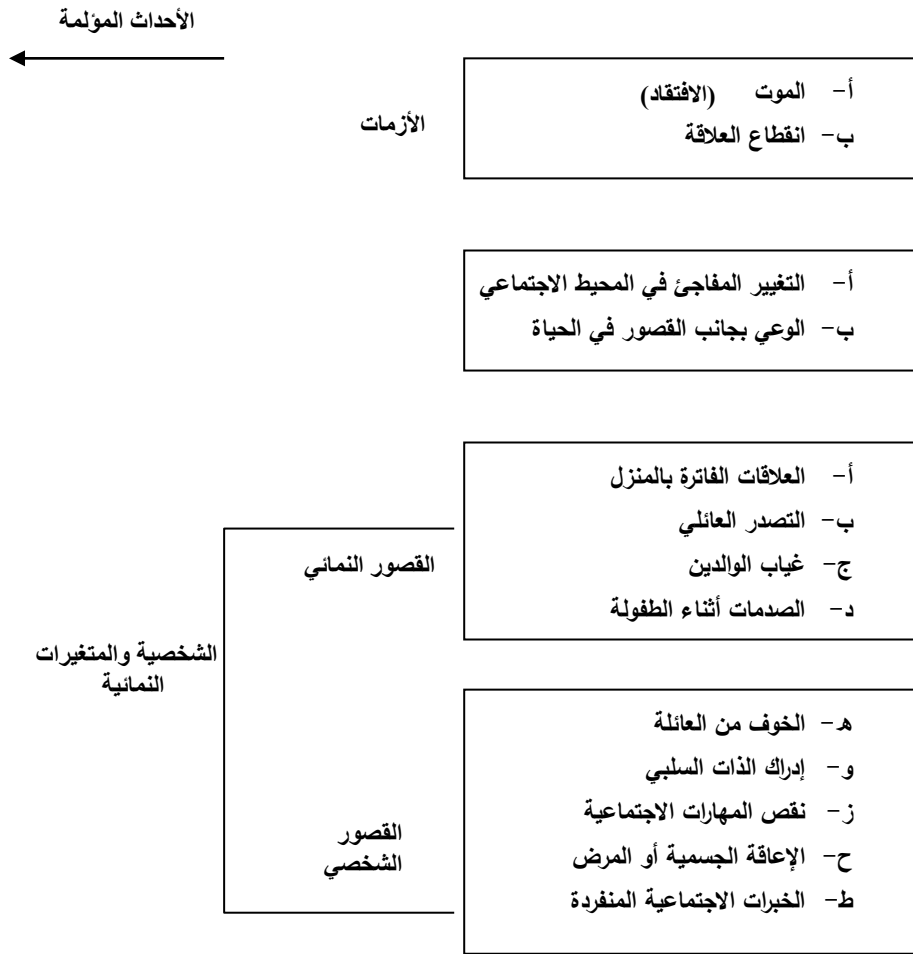 الأحداث المؤلمة
أ- الموت (الافتقاد)
ب- انقطاع العلاقة
الأزمات
أ- التغيير المفاجئ في المحيط الاجتماعي
ب- الوعي بجانب القصور في الحياة
أ- العلاقات الفاترة بالمنزل
ب- التصدر العائلي
ج- غياب الوالدين
د- الصدمات أثناء الطفولة
القصور النمائي
الشخصية والمتغيرات
النمائية
ه- الخوف من العائلة
و- إدراك الذات السلبي
ز- نقص المهارات الاجتماعية
ح- الإعاقة الجسمية أو المرض
ط- الخبرات الاجتماعية المنفردة
القصور
الشخصي